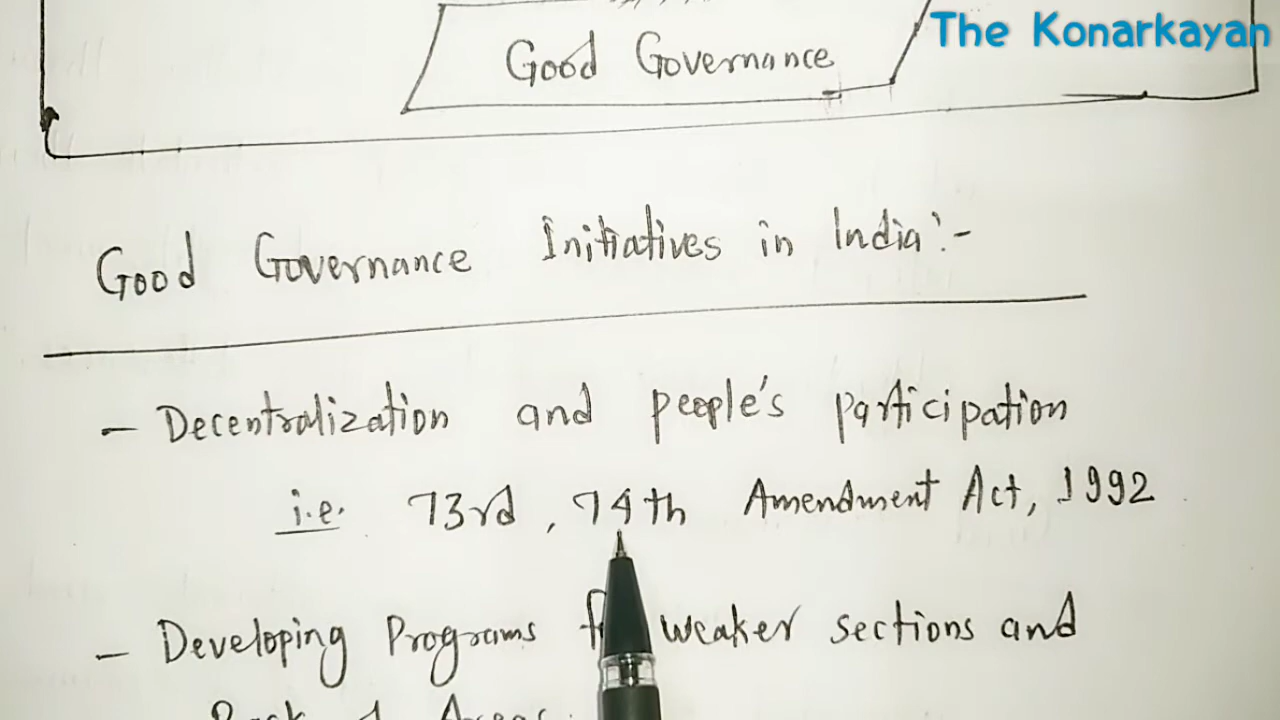 The Konarkayan
Good Governance
Good Governance Initiatives in India :-
- Decentralization and people's participation
i.e. 73rd, 74th Amendment Act, 1992
- Developing Programs weaker sections and